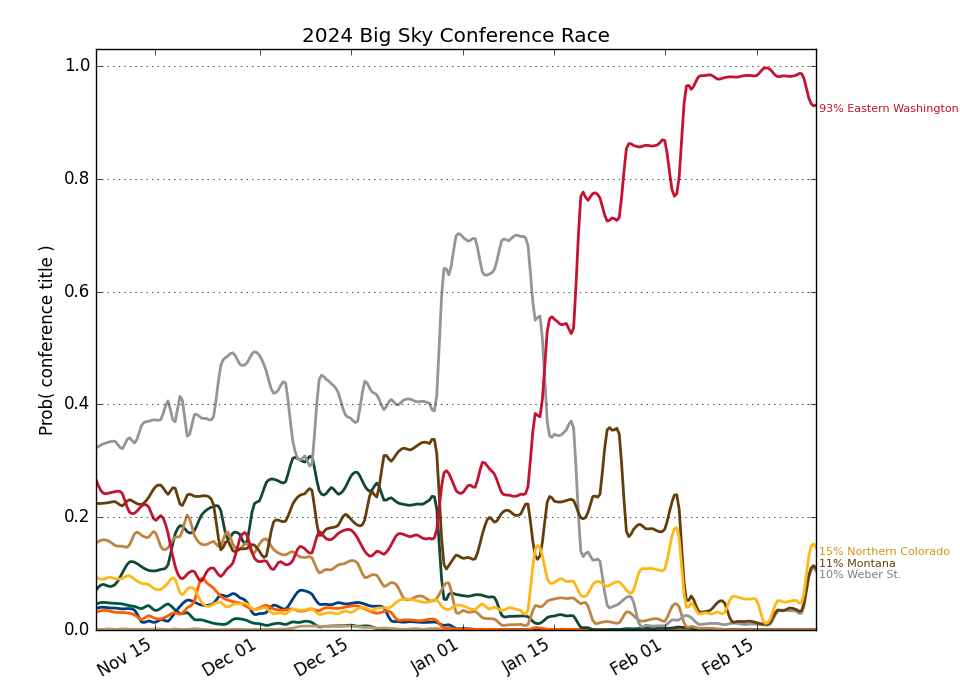 2024 Big Sky Conference Race
Prob( conference title )
1.0
0.8
0.6
0.4
0.2
0.0
93% Eastern Washington
15% Northern Colorado
11% Montana
10% Weber St.
Nov 15
Dec 01
Dec 15
Jan 01
Jan 15
Feb 01
Feb 15